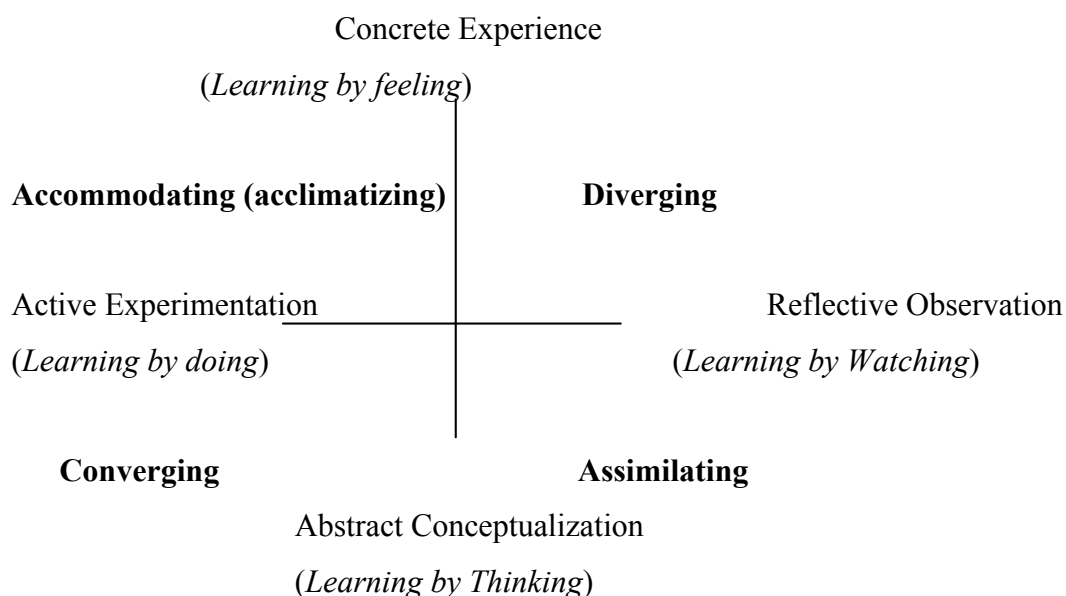 Concrete Experience
(Learning by feeling)
Accommodating (acclimatizing) Diverging
Active Experimentation Reflective Observation
(Learning by doing) (Learning by Watching)
Converging Assimilating
Abstract Conceptualization
(Learning by Thinking)